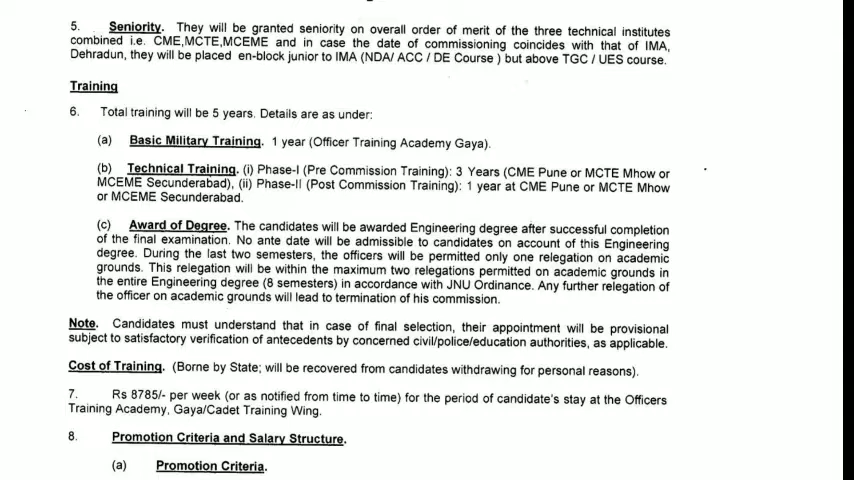 5. Seniority. They will be granted seniority on overall order of merit of the three technical institutes
combined i.e. CME,MCTE,MCEME and in case the date of commissioning coincides with that of IMA,
Dehradun, they will be placed en-block junior to IMA (NDA/ ACC / DE Course ) but above TGC / UES course.
Training
6. Total training will be 5 years. Details are as under:
(a) Basic Military Training. 1 year (Officer Training Academy Gaya).
(b) Technical Training. (i) Phase-I (Pre Commission Training): 3 Years (CME Pune or MCTE Mhow or
MCEME Secunderabad), (ii) Phase-II (Post Commission Training): 1 year at CME Pune or MCTE Mhow
or MCEME Secunderabad.
(c) Award of Degree. The candidates will be awarded Engineering degree after successful completion
of the final examination. No ante date will be admissible to candidates on account of this Engineering
degree. During the last two semesters, the officers will be permitted only one relegation on academic
grounds. This relegation will be within the maximum two relegations permitted on academic grounds in
the entire Engineering degree (8 semesters) in accordance with JNU Ordinance. Any further relegation of
the officer on academic grounds will lead to termination of his commission.
Note. Candidates must understand that in case of final selection, their appointment will be provisional
subject to satisfactory verification of antecedents by concerned civil/police/education authorities, as applicable.
Cost of Training. (Borne by State; will be recovered from candidates withdrawing for personal reasons).
7. Rs 8785/- per week (or as notified from time to time) for the period of candidate's stay at the Officers
Training Academy, Gaya/Cadet Training Wing.
8. Promotion Criteria and Salary Structure.
(a) Promotion Criteria.